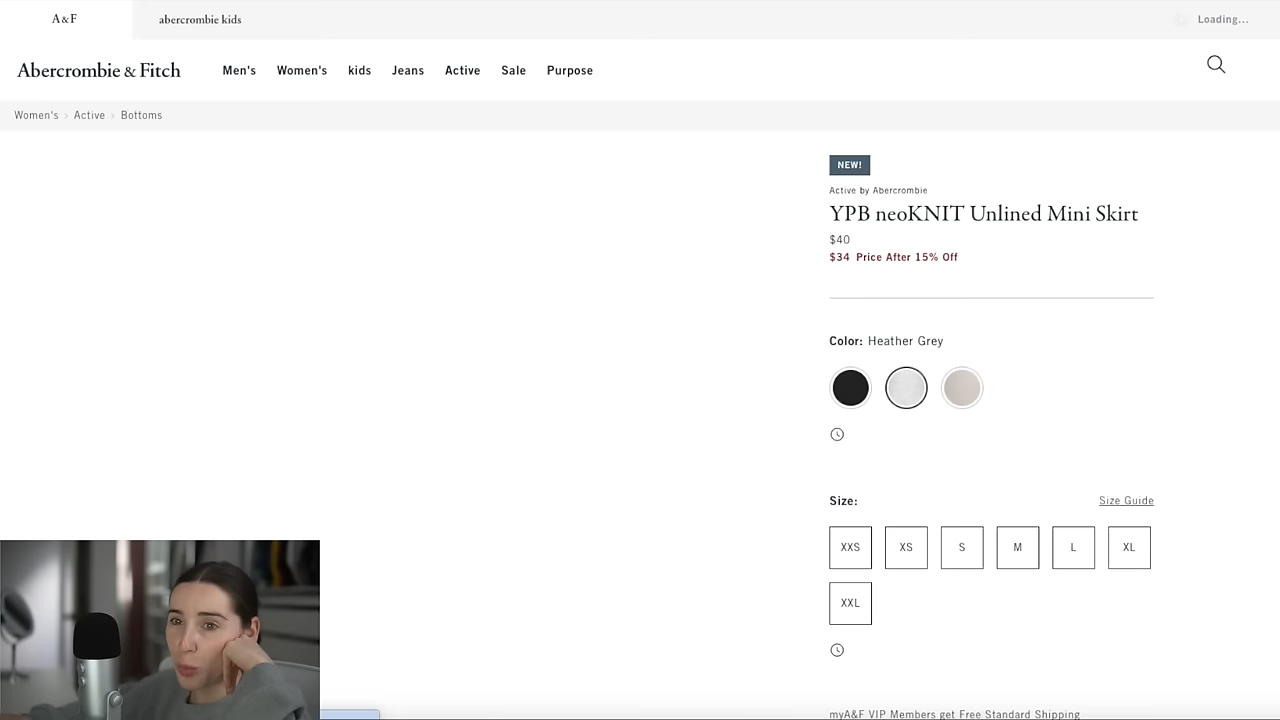 A&F
abercrombie kids
Loading...
Abercrombie & Fitch
Men's Women's kids Jeans Active Sale Purpose
Women's › Active › Bottoms
NEW!
Active by Abercrombie
YPB neoKNIT Unlined Mini Skirt
$40
$34 Price After 15% Off
Color: Heather Grey
Size:
Size Guide
XXS XS S M L XL
XXL
myA&F VIP Members get Free Standard Shipping